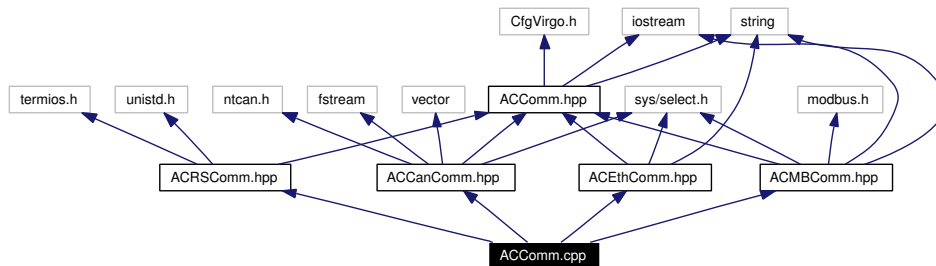 CfgVirgo.h
iostream
string
termios.h
unistd.h
ntcan.h
fstream
vector
ACComm.hpp
sys/select.h
modbus.h
ACRSComm.hpp
ACCanComm.hpp
ACEthComm.hpp
ACMBComm.hpp
ACComm.cpp